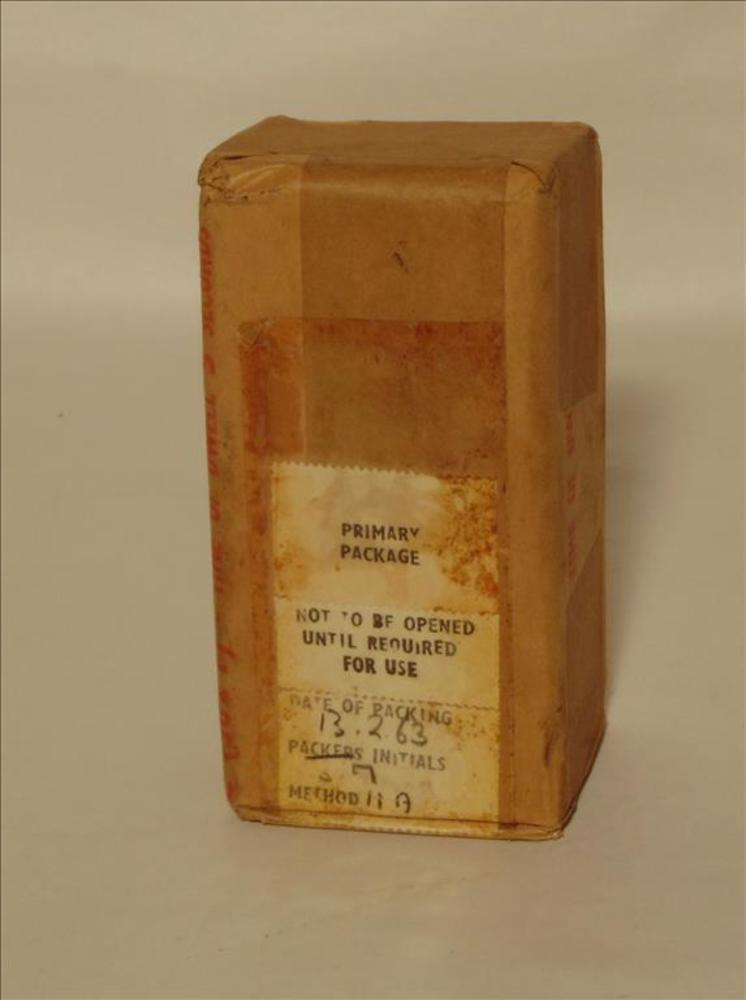 PRIMARY
PACKAGE
NOT TO BE OPENED
UNTIL REQUIRED
FOR USE
DATE OF PACKING
13.2.63
PACKERS INITIALS
METHOD 11 A